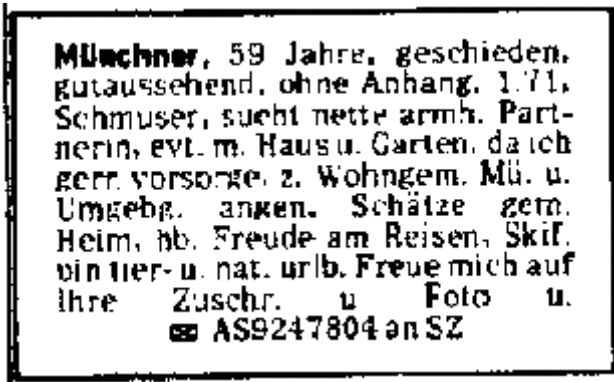 Münchner, 59 Jahre, geschieden,
gutaussehend, ohne Anhang, 1.71,
Schmuser, sucht nette anmh. Part-
nerin, evt. m. Haus u. Garten, da ich
gern vorsorge, z. Wohngem. Mü. u.
Umgebg. angen. Schätze gem.
Heim, hb. Freude am Reisen, Skif.
bin tier- u. nat. urlb. Freue mich auf
Ihre Zuschr. u Foto u.
AS9247804 an SZ